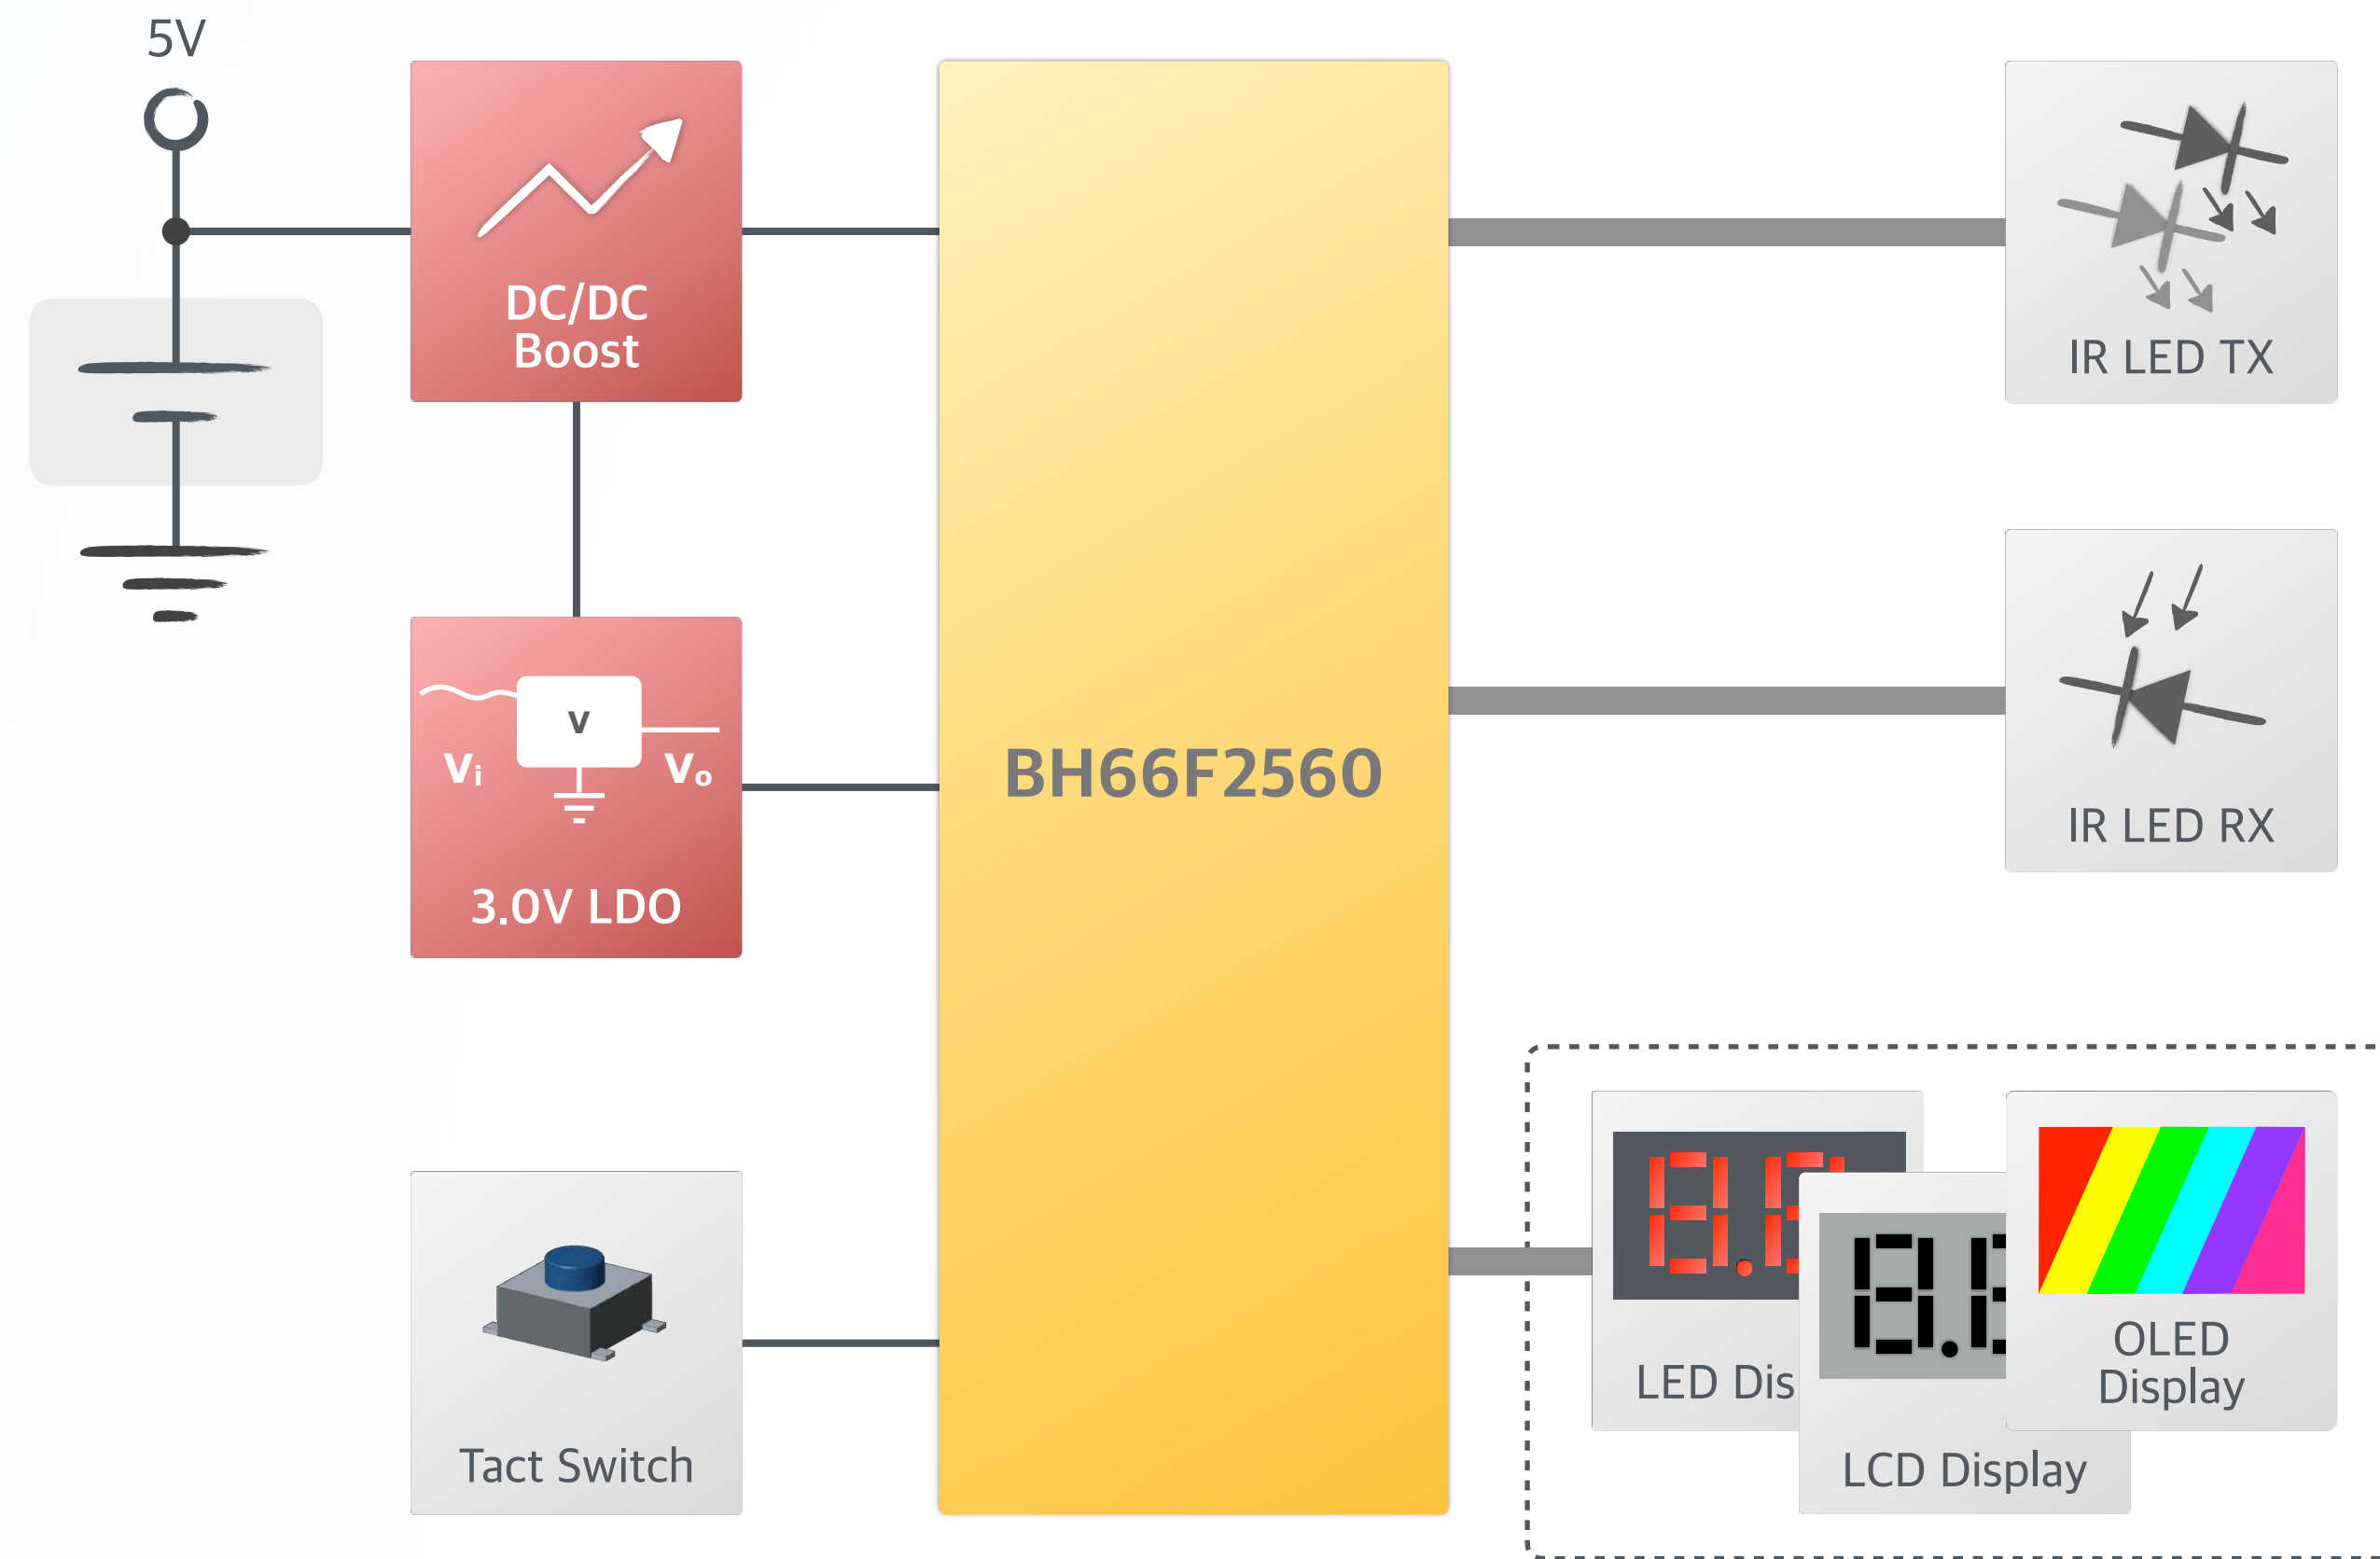 5V
DC/DC
Boost
IR LED TX
v
Vi
Vo
3.0V LDO
BH66F2560
IR LED RX
Tact Switch
LED Dis
LCD Display
OLED
Display